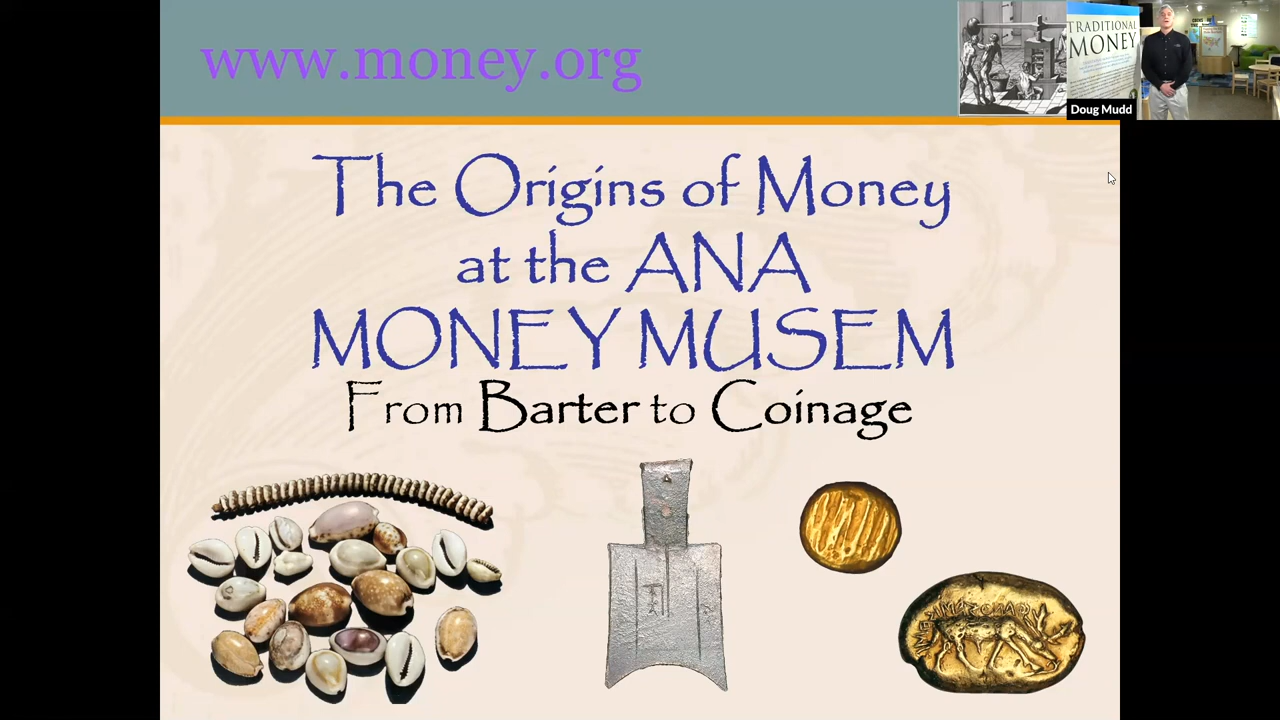 www.money.org
TRADITIONAL
MONEY
Doug Mudd
The Origins of Money
at the ANA
MONEY MUSEM
From Barter to Coinage